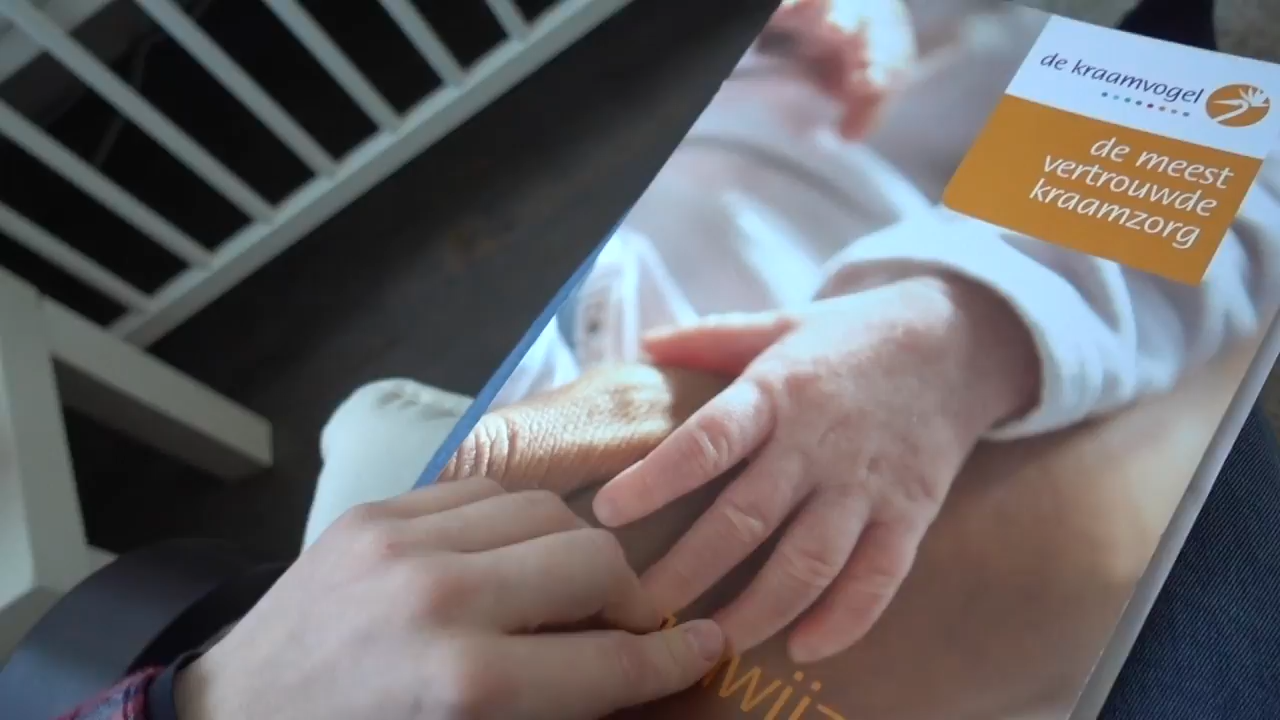 de kraamvogel
de meest
vertrouwde
kraamzorg